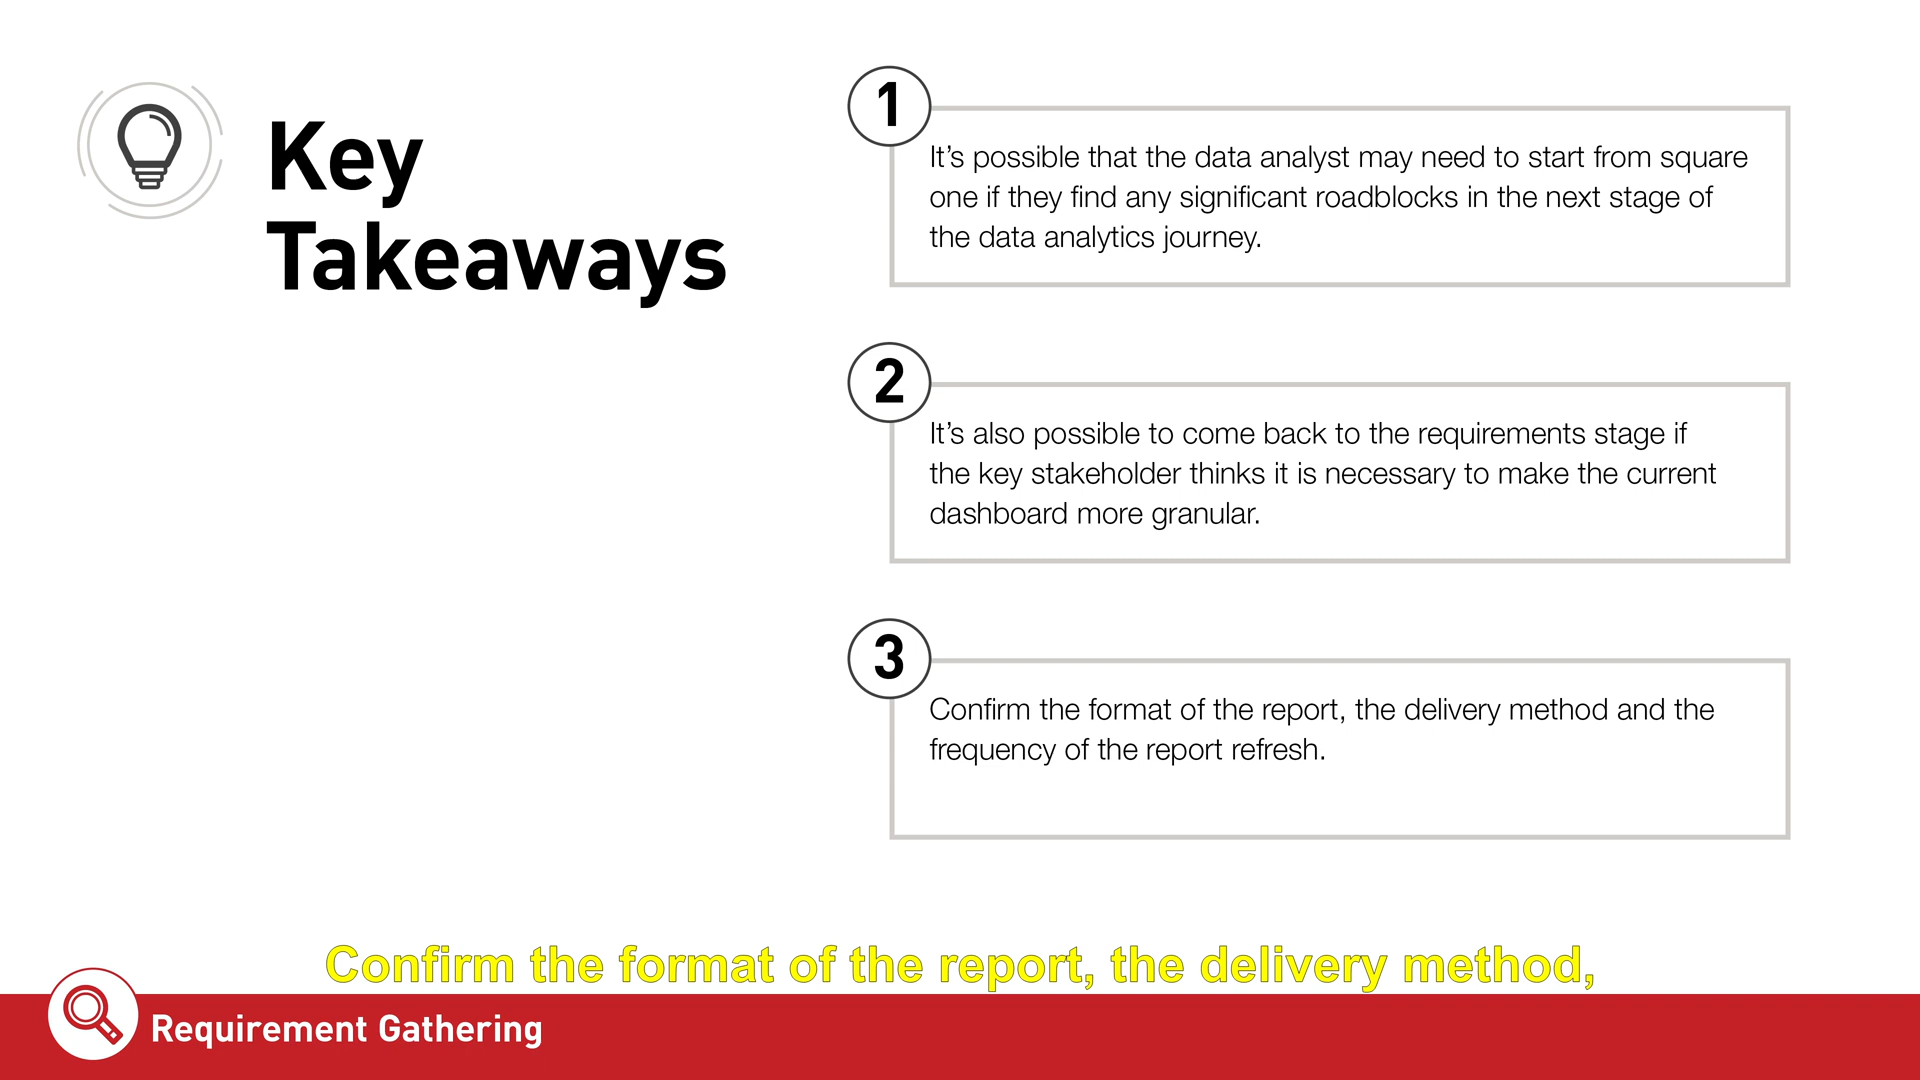 Key
Takeaways
1
It’s possible that the data analyst may need to start from square
one if they find any significant roadblocks in the next stage of
the data analytics journey.
2
It’s also possible to come back to the requirements stage if
the key stakeholder thinks it is necessary to make the current
dashboard more granular.
3
Confirm the format of the report, the delivery method and the
frequency of the report refresh.
Confirm the format of the report, the delivery method,
Requirement Gathering